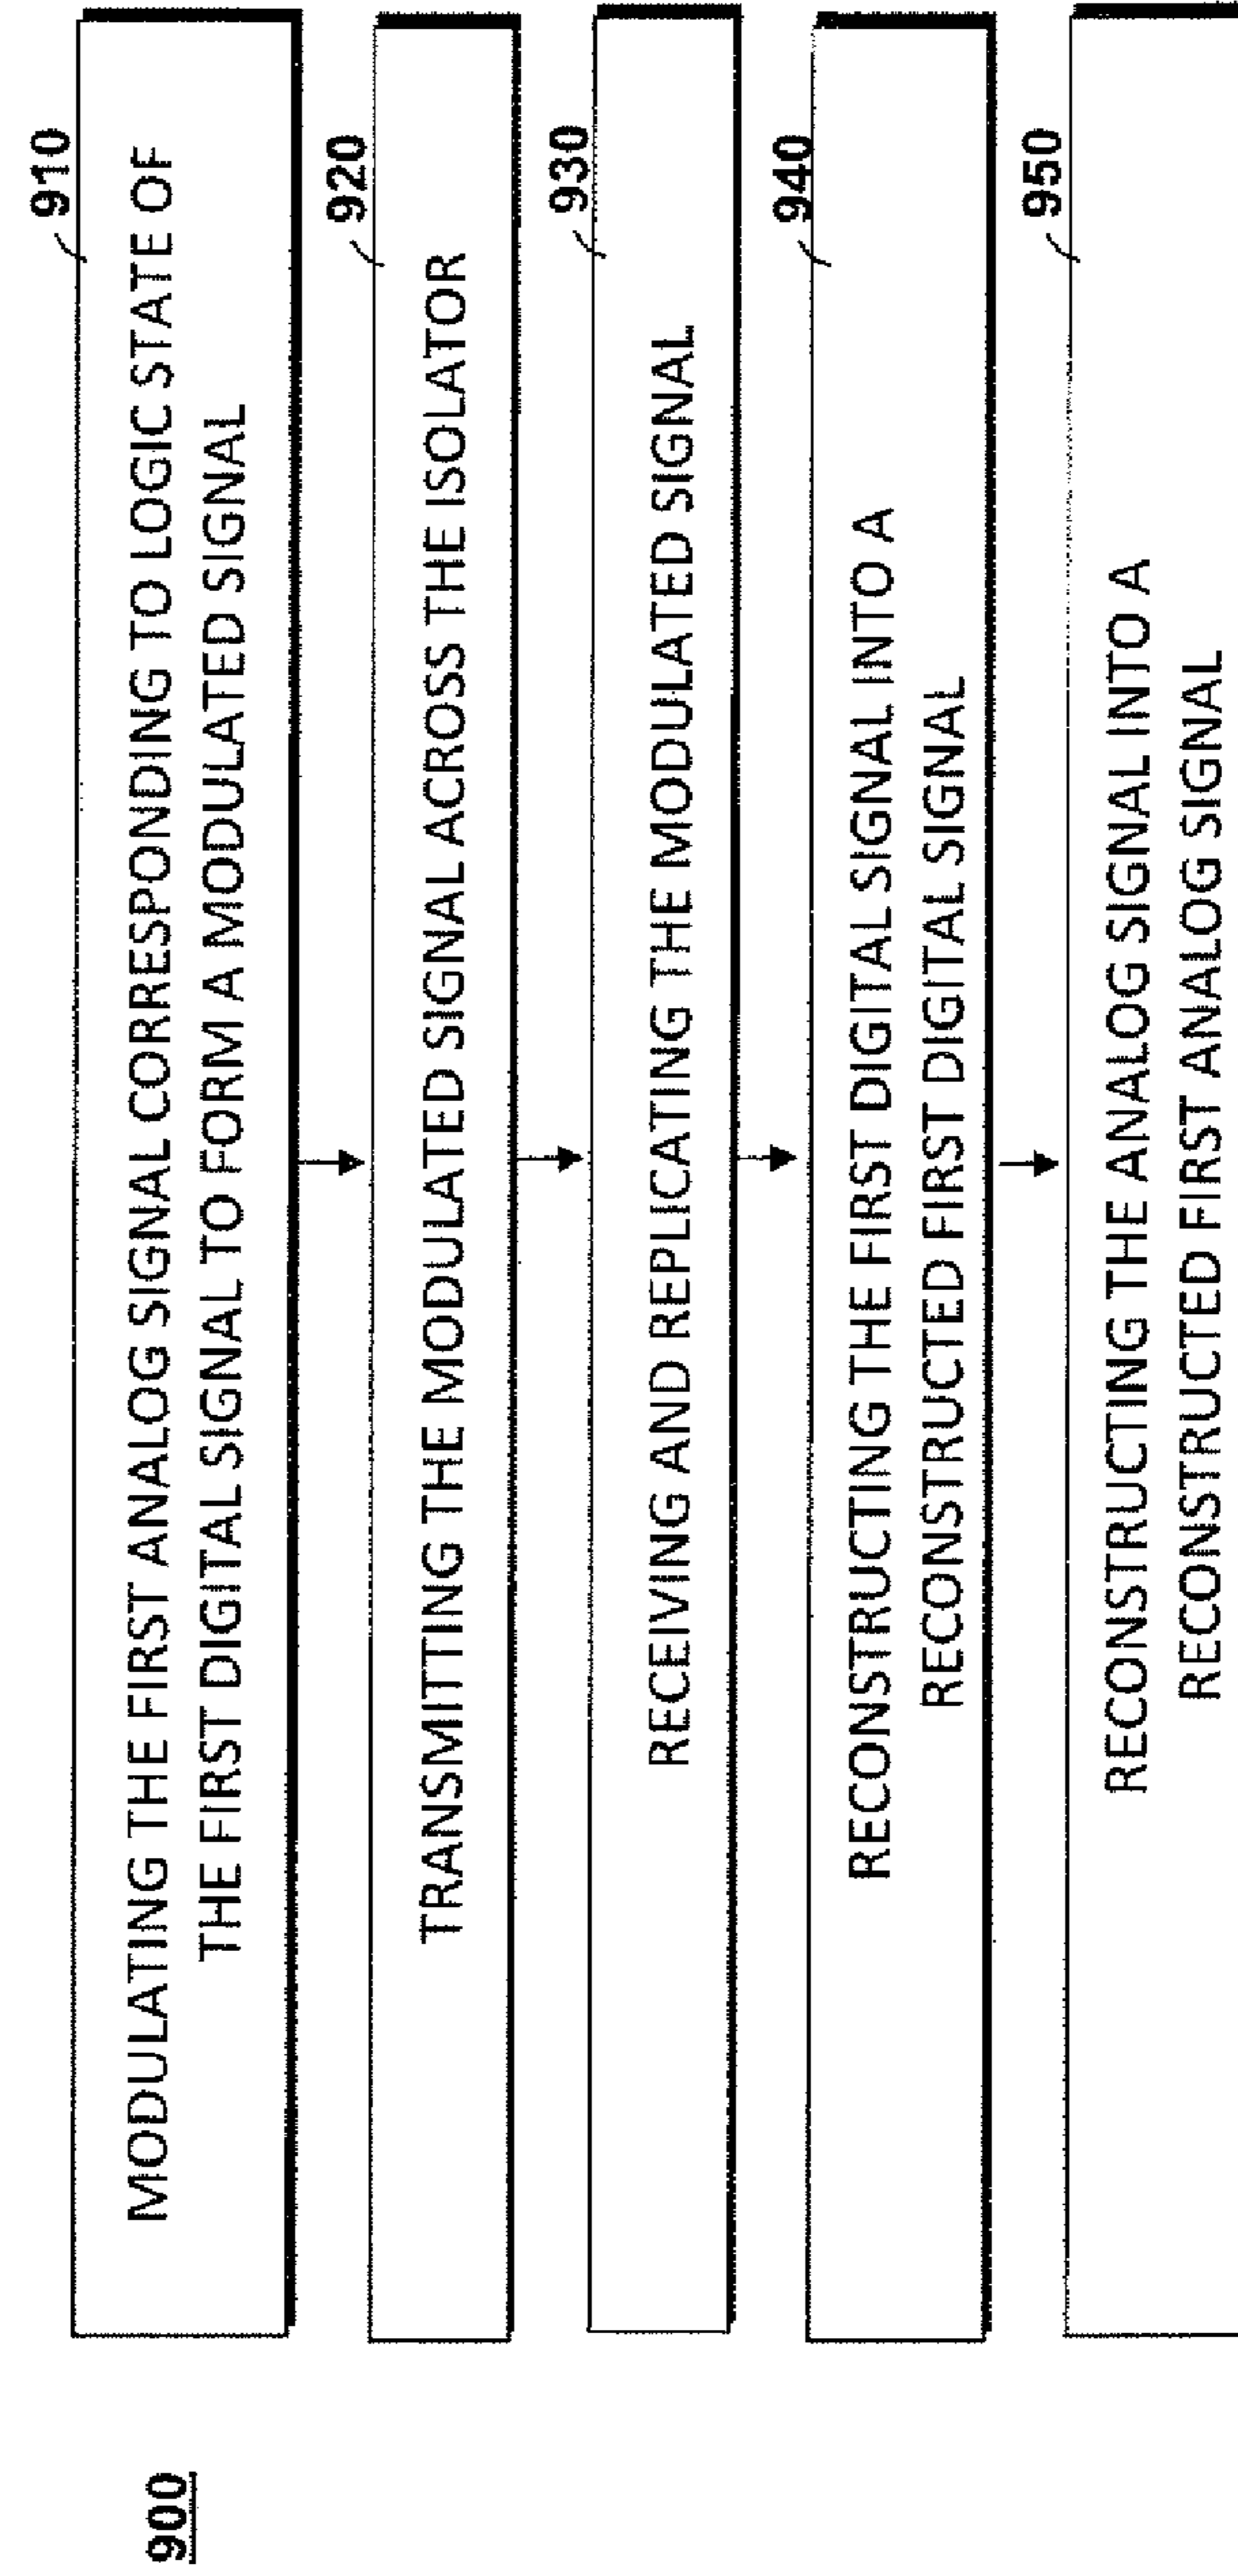 900
910
MODULATING THE FIRST ANALOG SIGNAL CORRESPONDING TO LOGIC STATE OF
THE FIRST DIGITAL SIGNAL TO FORM A MODULATED SIGNAL
920
TRANSMITTING THE MODULATED SIGNAL ACROSS THE ISOLATOR
930
RECEIVING AND REPLICATING THE MODULATED SIGNAL
940
RECONSTRUCTING THE FIRST DIGITAL SIGNAL INTO A
RECONSTRUCTED FIRST DIGITAL SIGNAL
950
RECONSTRUCTING THE ANALOG SIGNAL INTO A
RECONSTRUCTED FIRST ANALOG SIGNAL